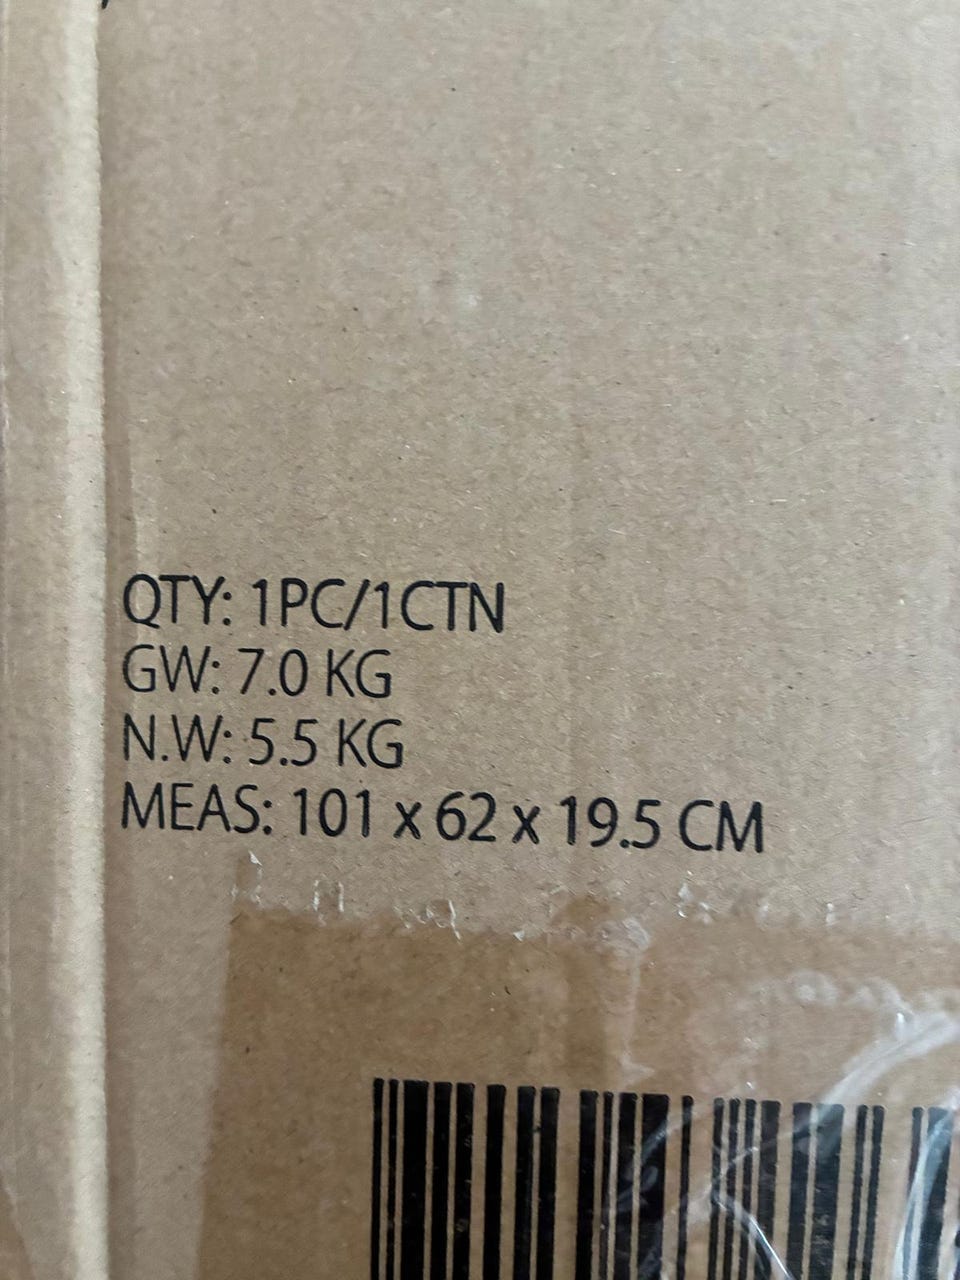 QTY: 1PC/1CTN
GW: 7.0 KG
N.W: 5.5 KG
MEAS: 101 x 62 x 19.5 CM